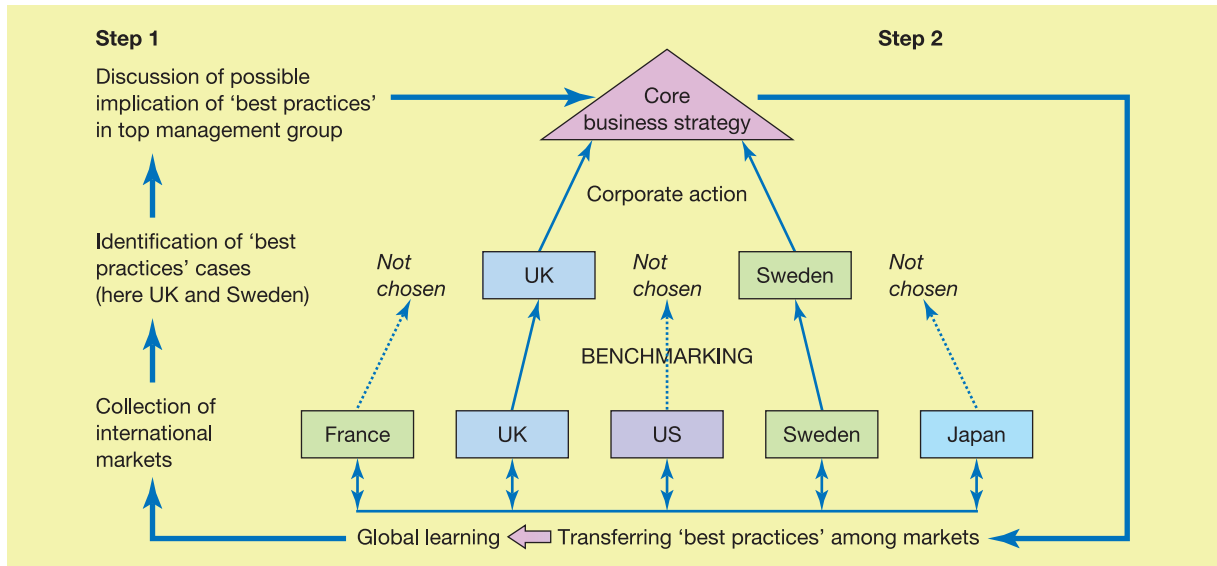 Step 1
Step 2
Discussion of possible
implication of ‘best practices’
in top management group
Core
business strategy
Corporate action
Identification of ‘best
practices’ cases
(here UK and Sweden)
Not
chosen
UK
Not
chosen
Sweden
Not
chosen
BENCHMARKING
Collection of
international
markets
France
UK
US
Sweden
Japan
Global learning
Transferring ‘best practices’ among markets